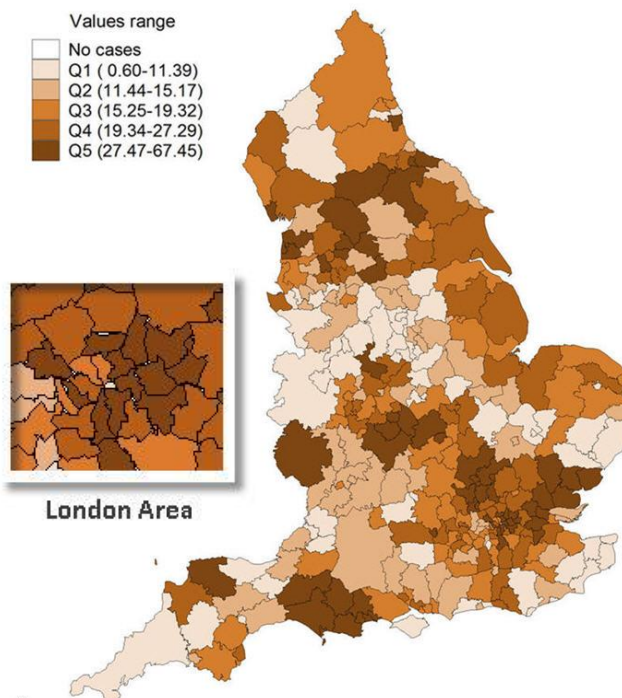 Values range
No cases
Q1 ( 0.60-11.39)
Q2 (11.44-15.17)
Q3 (15.25-19.32)
Q4 (19.34-27.29)
Q5 (27.47-67.45)
London Area